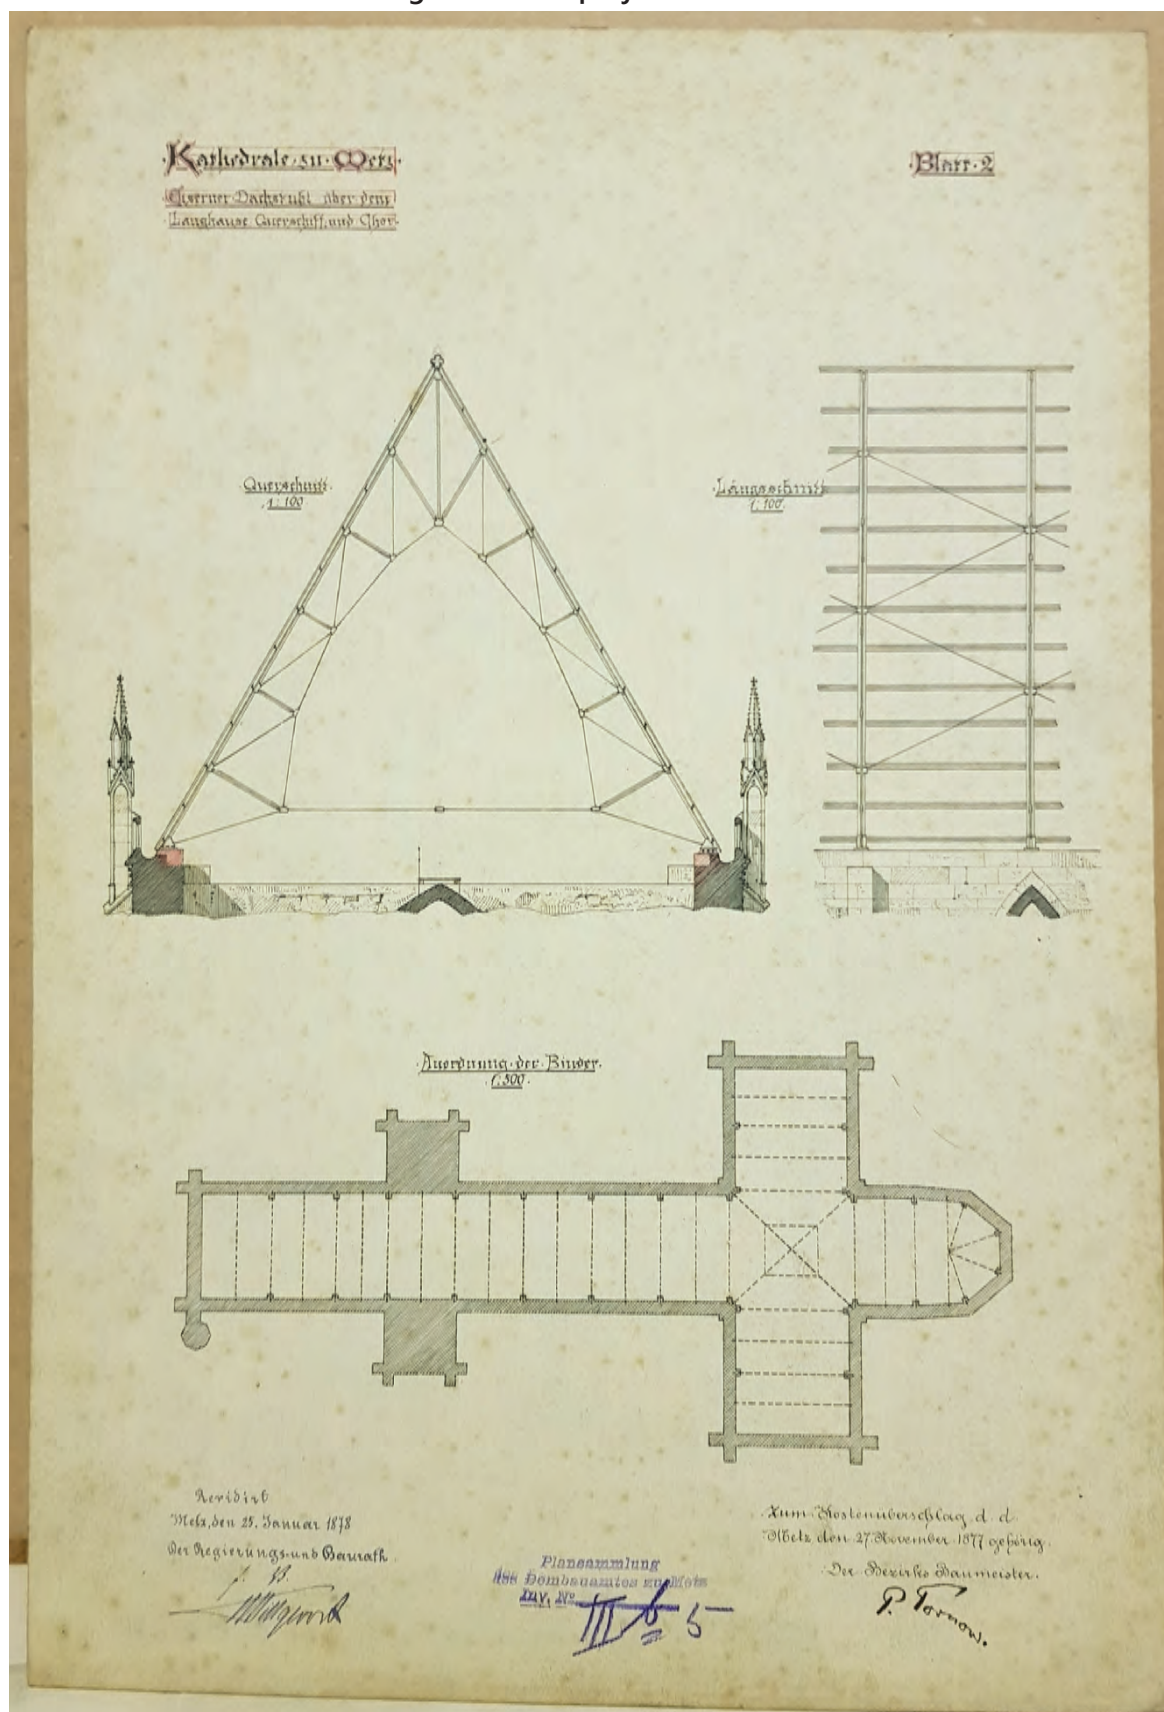 Kathedrale zu Metz.
Blatt 2
Eiserner Dachstuhl über dem
Langhause Querschiff und Chor.
Querschnitt.
1:100
Längsschnitt
1:100.
Anordnung der Binder.
1:500.
Revidirt
Metz, den 25. Januar 1878
Der Regierungs- und Baurath.
Zum Kostenüberschlag d. d.
Metz den 27. November 1877 gehörig.
Der Bezirks Baumeister.
P. Tornow.
Plansammlung
des Dombauamtes zu Metz
Inv. No
III b 5